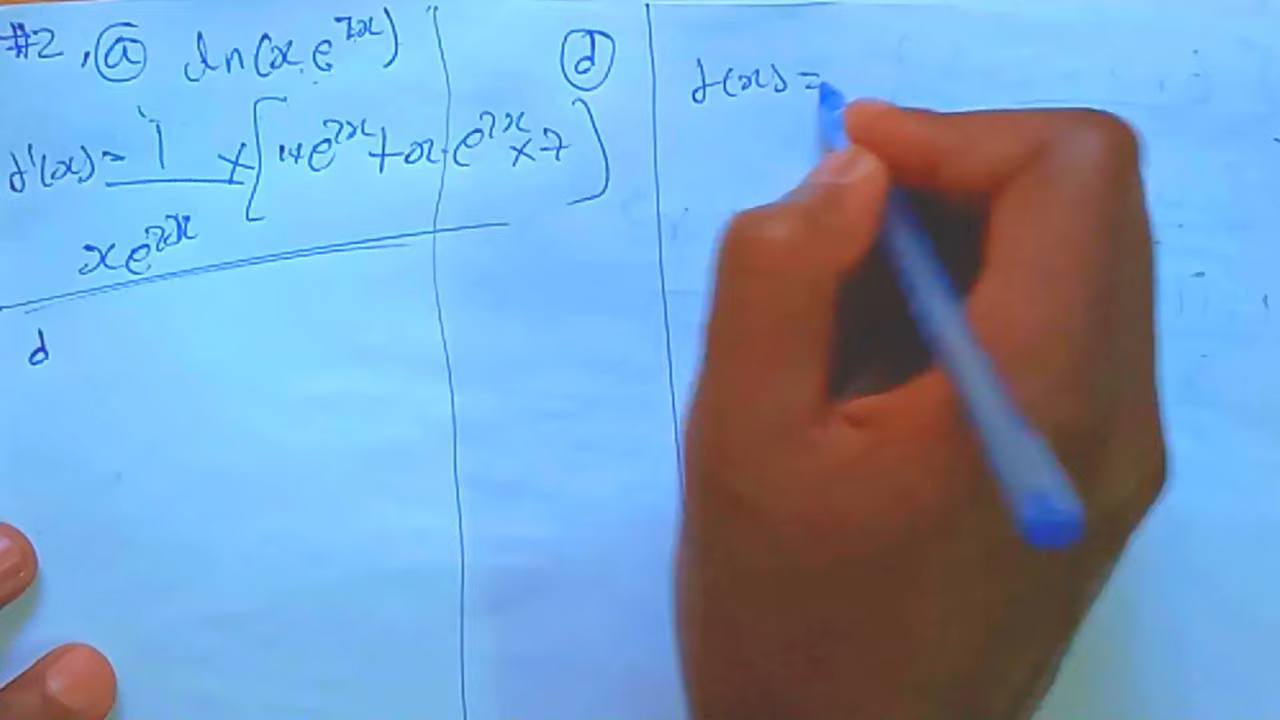 #2, ⓐ ln(x.e^7x)
f'(x) = 1/xe^7x × [1×e^7x + x.e^7x × 7]
d
ⓓ
f(x) =